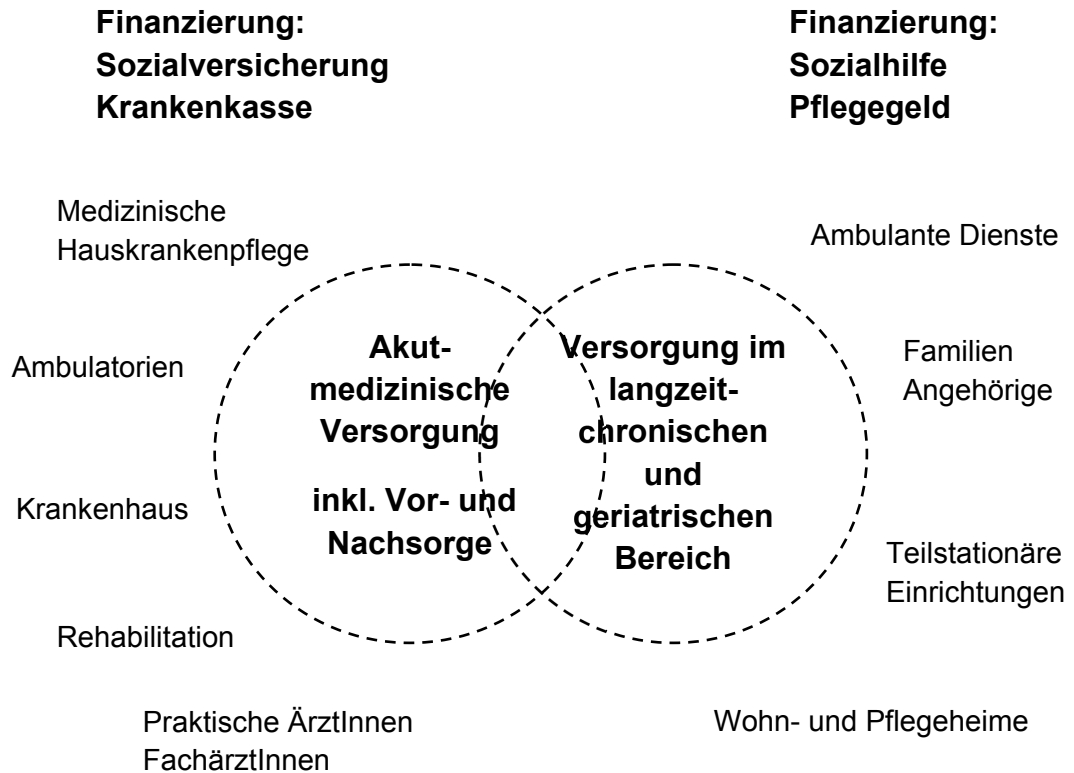 Finanzierung:
Sozialversicherung
Krankenkasse
Finanzierung:
Sozialhilfe
Pflegegeld
Medizinische
Hauskrankenpflege
Ambulatorien
Krankenhaus
Rehabilitation
Praktische ÄrztInnen
FachärztInnen
Akut-
medizinische
Versorgung
inkl. Vor- und
Nachsorge
Versorgung im
langzeit-
chronischen
und
geriatrischen
Bereich
Ambulante Dienste
Familien
Angehörige
Teilstationäre
Einrichtungen
Wohn- und Pflegeheime